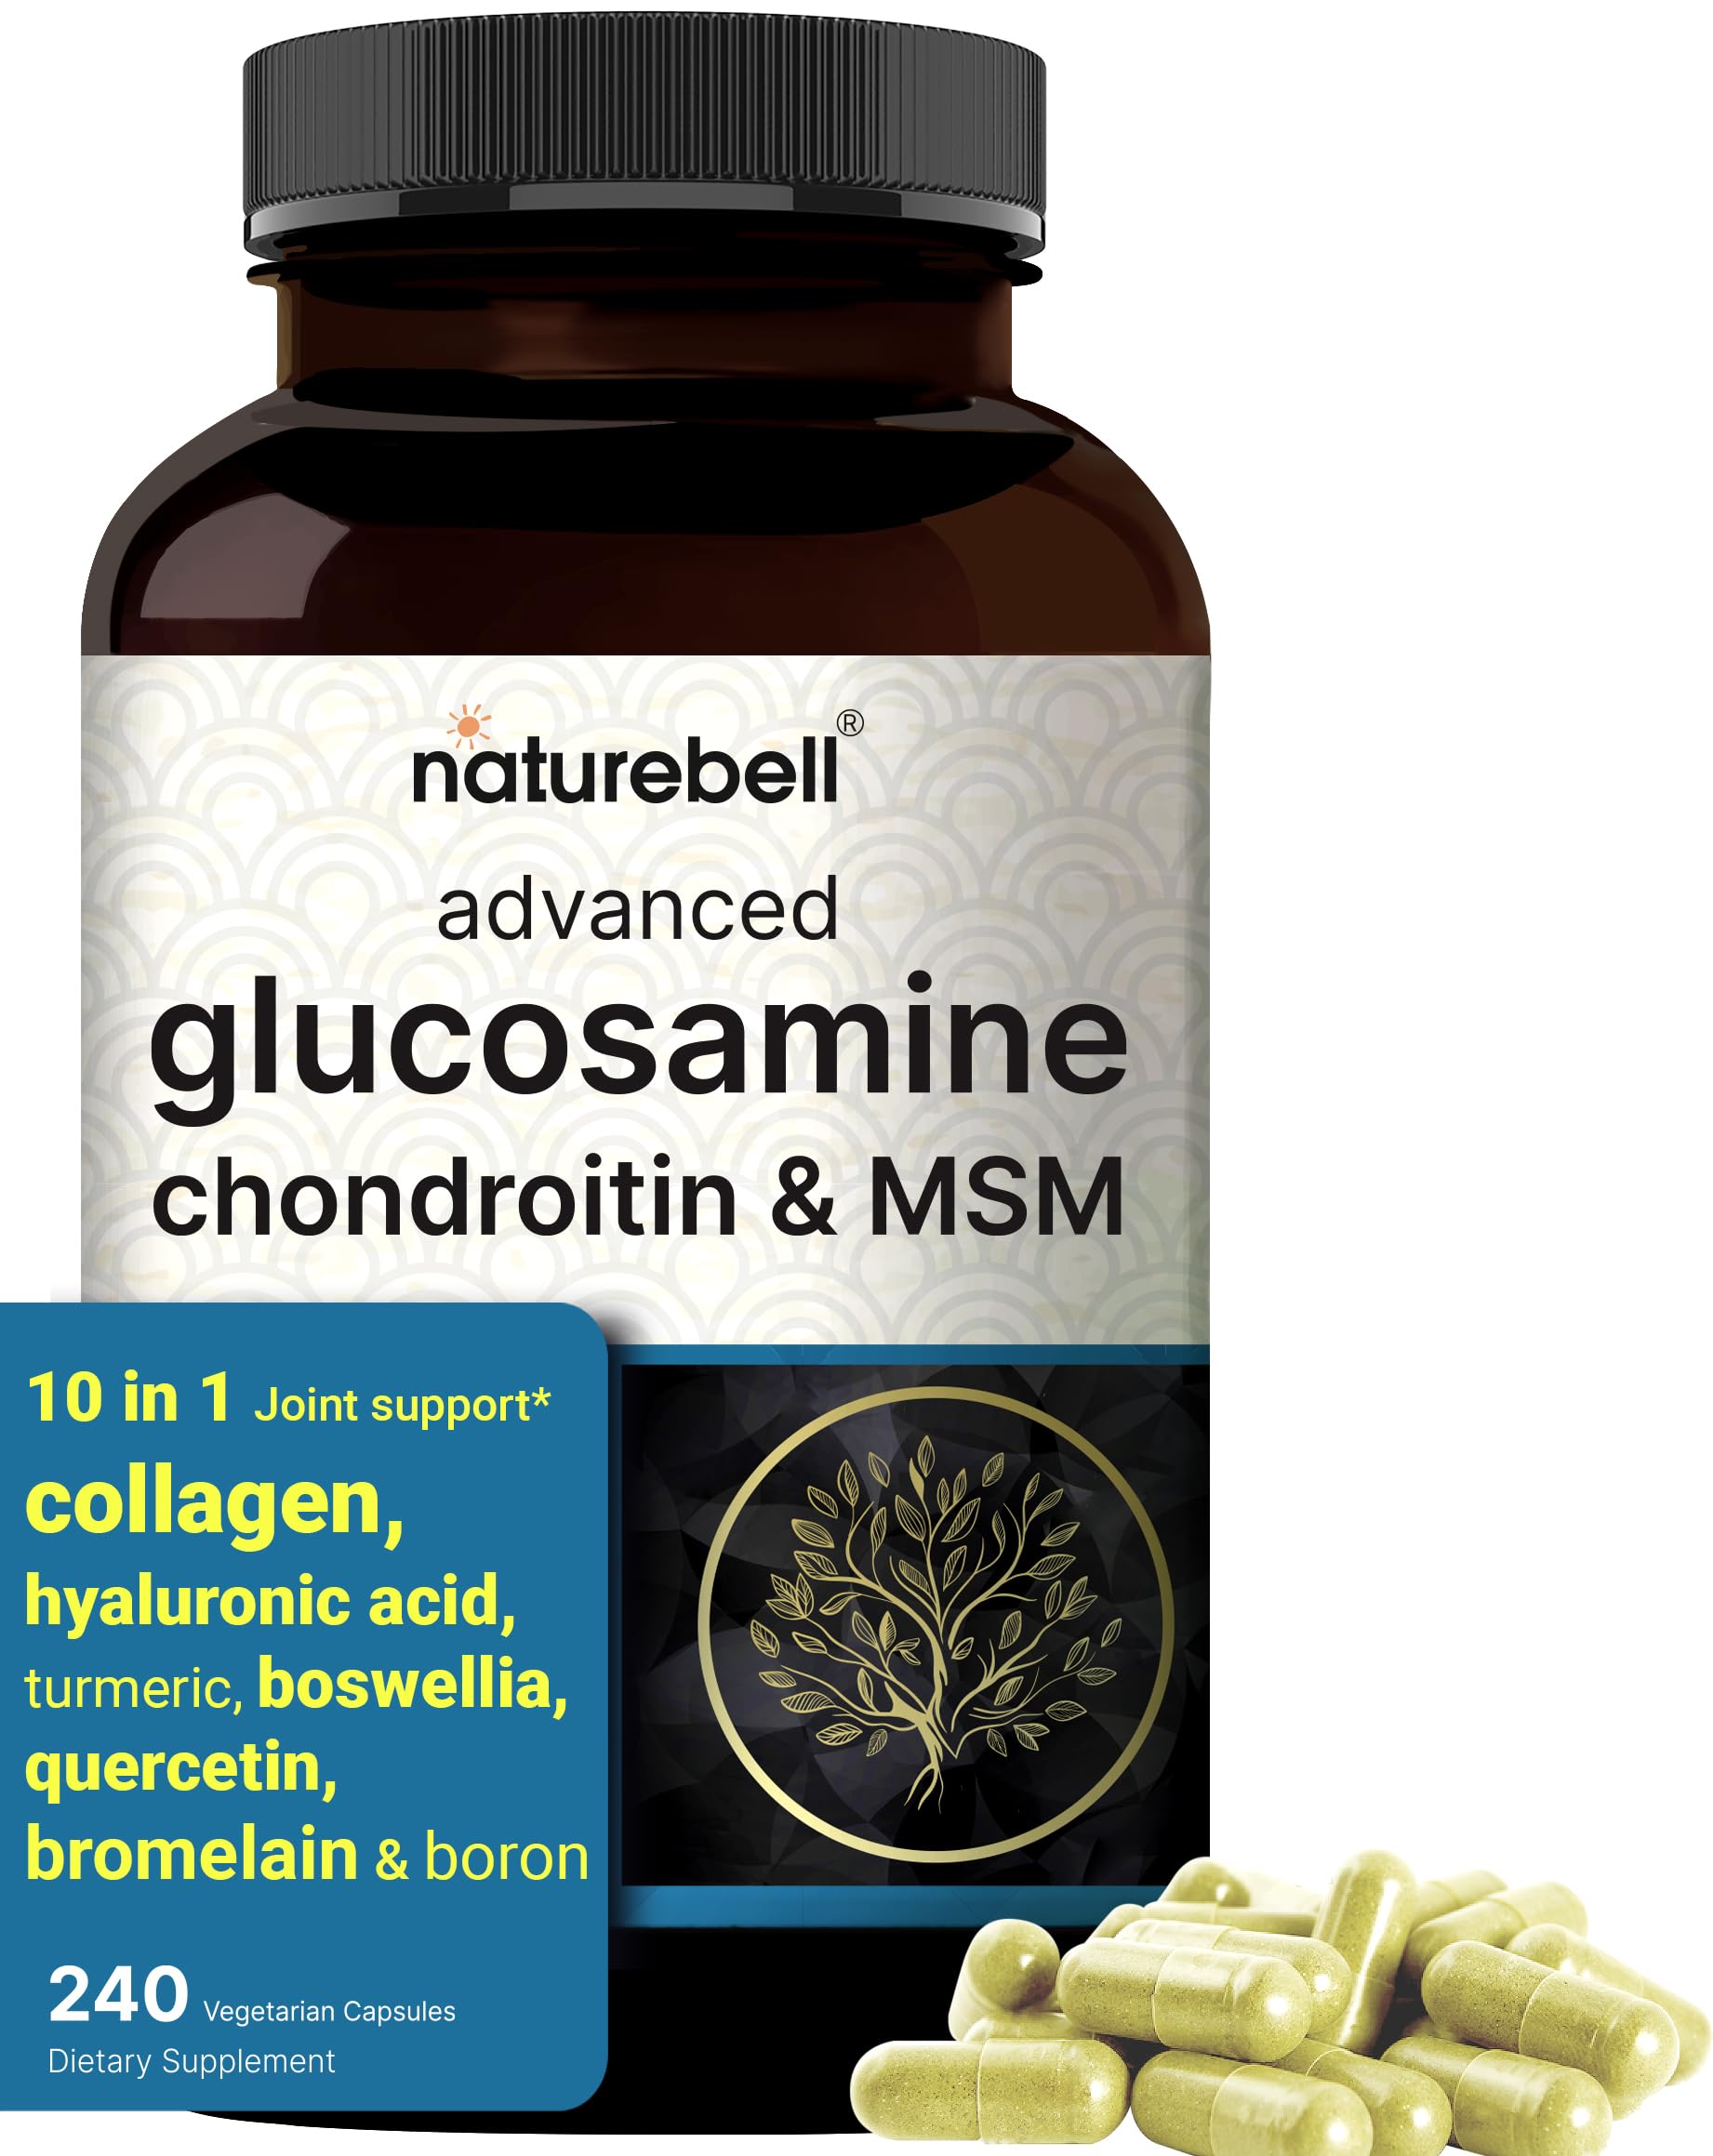 naturebell®
advanced
glucosamine
chondroitin & MSM
10 in 1 Joint support*
collagen,
hyaluronic acid,
turmeric, boswellia,
quercetin,
bromelain & boron
240 Vegetarian Capsules
Dietary Supplement